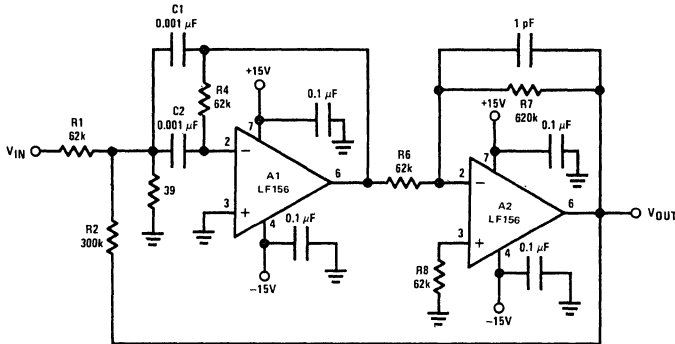 C1
0.001 μF
1 pF
+15V
0.1 μF
R4
62k
R7
620k
+15V
0.1 μF
R1
62k
C2
0.001 μF
7
VIN
2
−
A1
LF156
6
R6
62k
7
2
−
A2
LF156
6
VOUT
39
3
+
4
0.1 μF
3
+
4
0.1 μF
R2
300k
−15V
R8
62k
−15V